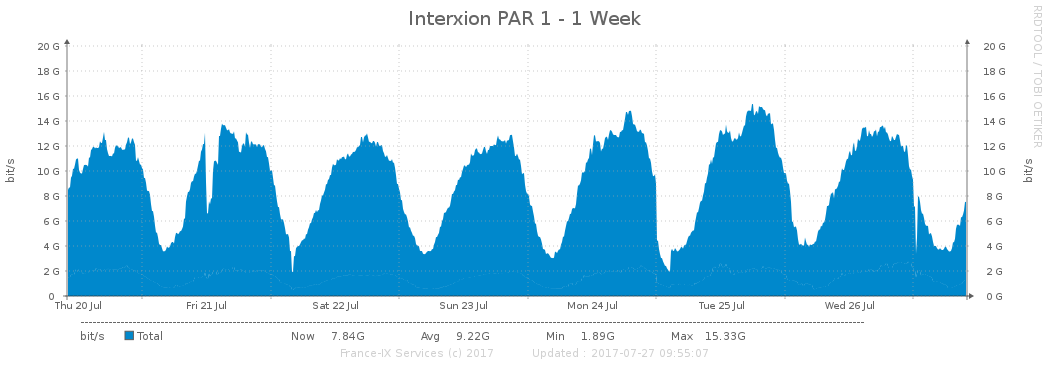 Interxion PAR 1 - 1 Week
RRDTOOL / TOBI OETIKER
bit/s
bit/s
20 G 20 G
18 G 18 G
16 G 16 G
14 G 14 G
12 G 12 G
10 G 10 G
8 G 8 G
6 G 6 G
4 G 4 G
2 G 2 G
0 0 G
Thu 20 Jul Fri 21 Jul Sat 22 Jul Sun 23 Jul Mon 24 Jul Tue 25 Jul Wed 26 Jul
bit/s Total Now 7.84G Avg 9.22G Min 1.89G Max 15.33G
France-IX Services (c) 2017 Updated : 2017-07-27 09:55:07